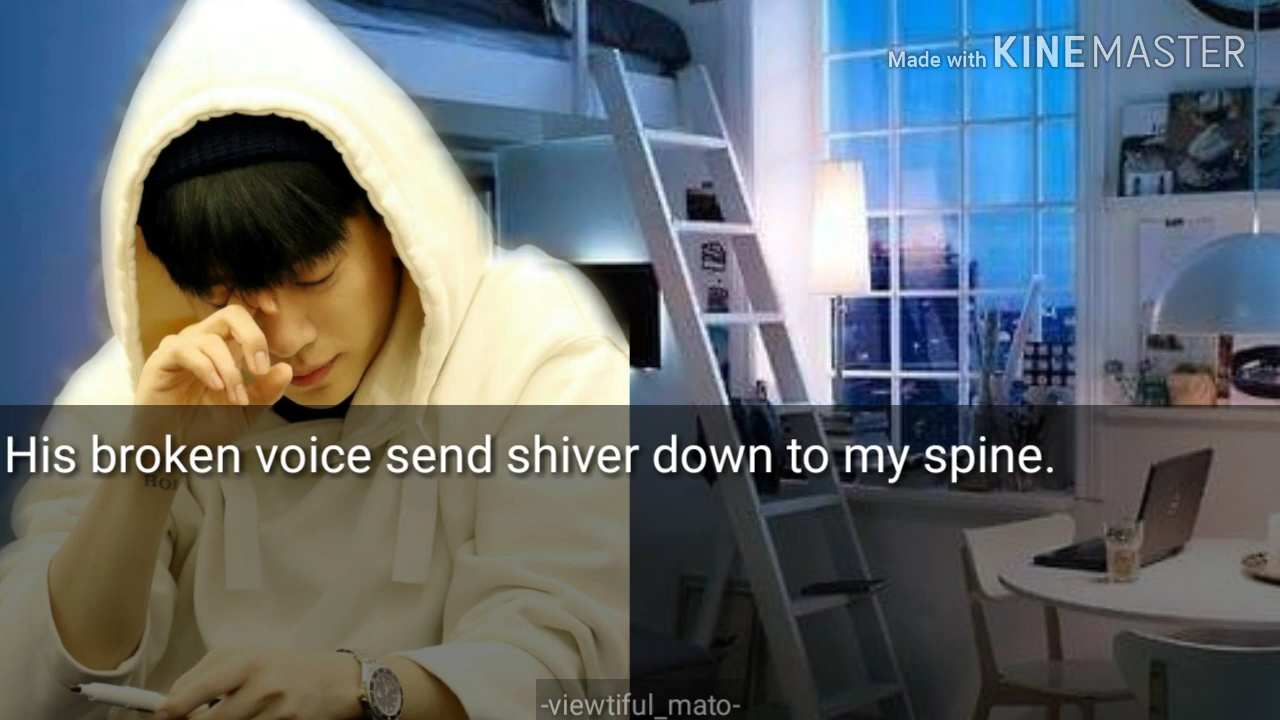 Made with KINEMASTER
His broken voice send shiver down to my spine.
-viewtiful_mato-